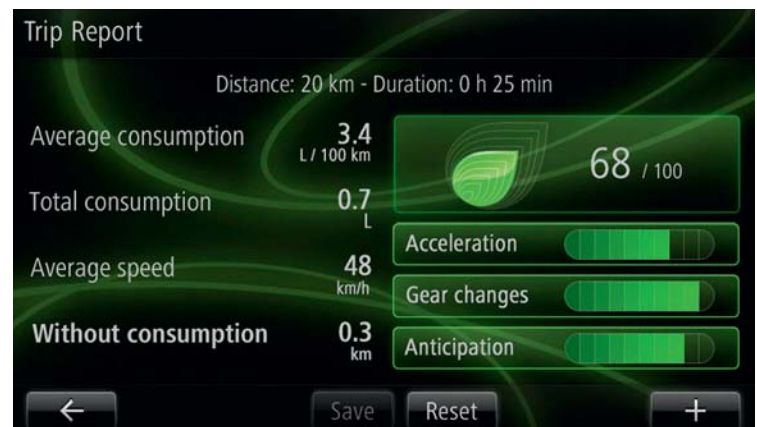 Trip Report
Distance: 20 km - Duration: 0 h 25 min
Average consumption 3.4
L / 100 km
Total consumption 0.7
L
Average speed 48
km/h
Without consumption 0.3
km
68 / 100
Acceleration
Gear changes
Anticipation
Save Reset +